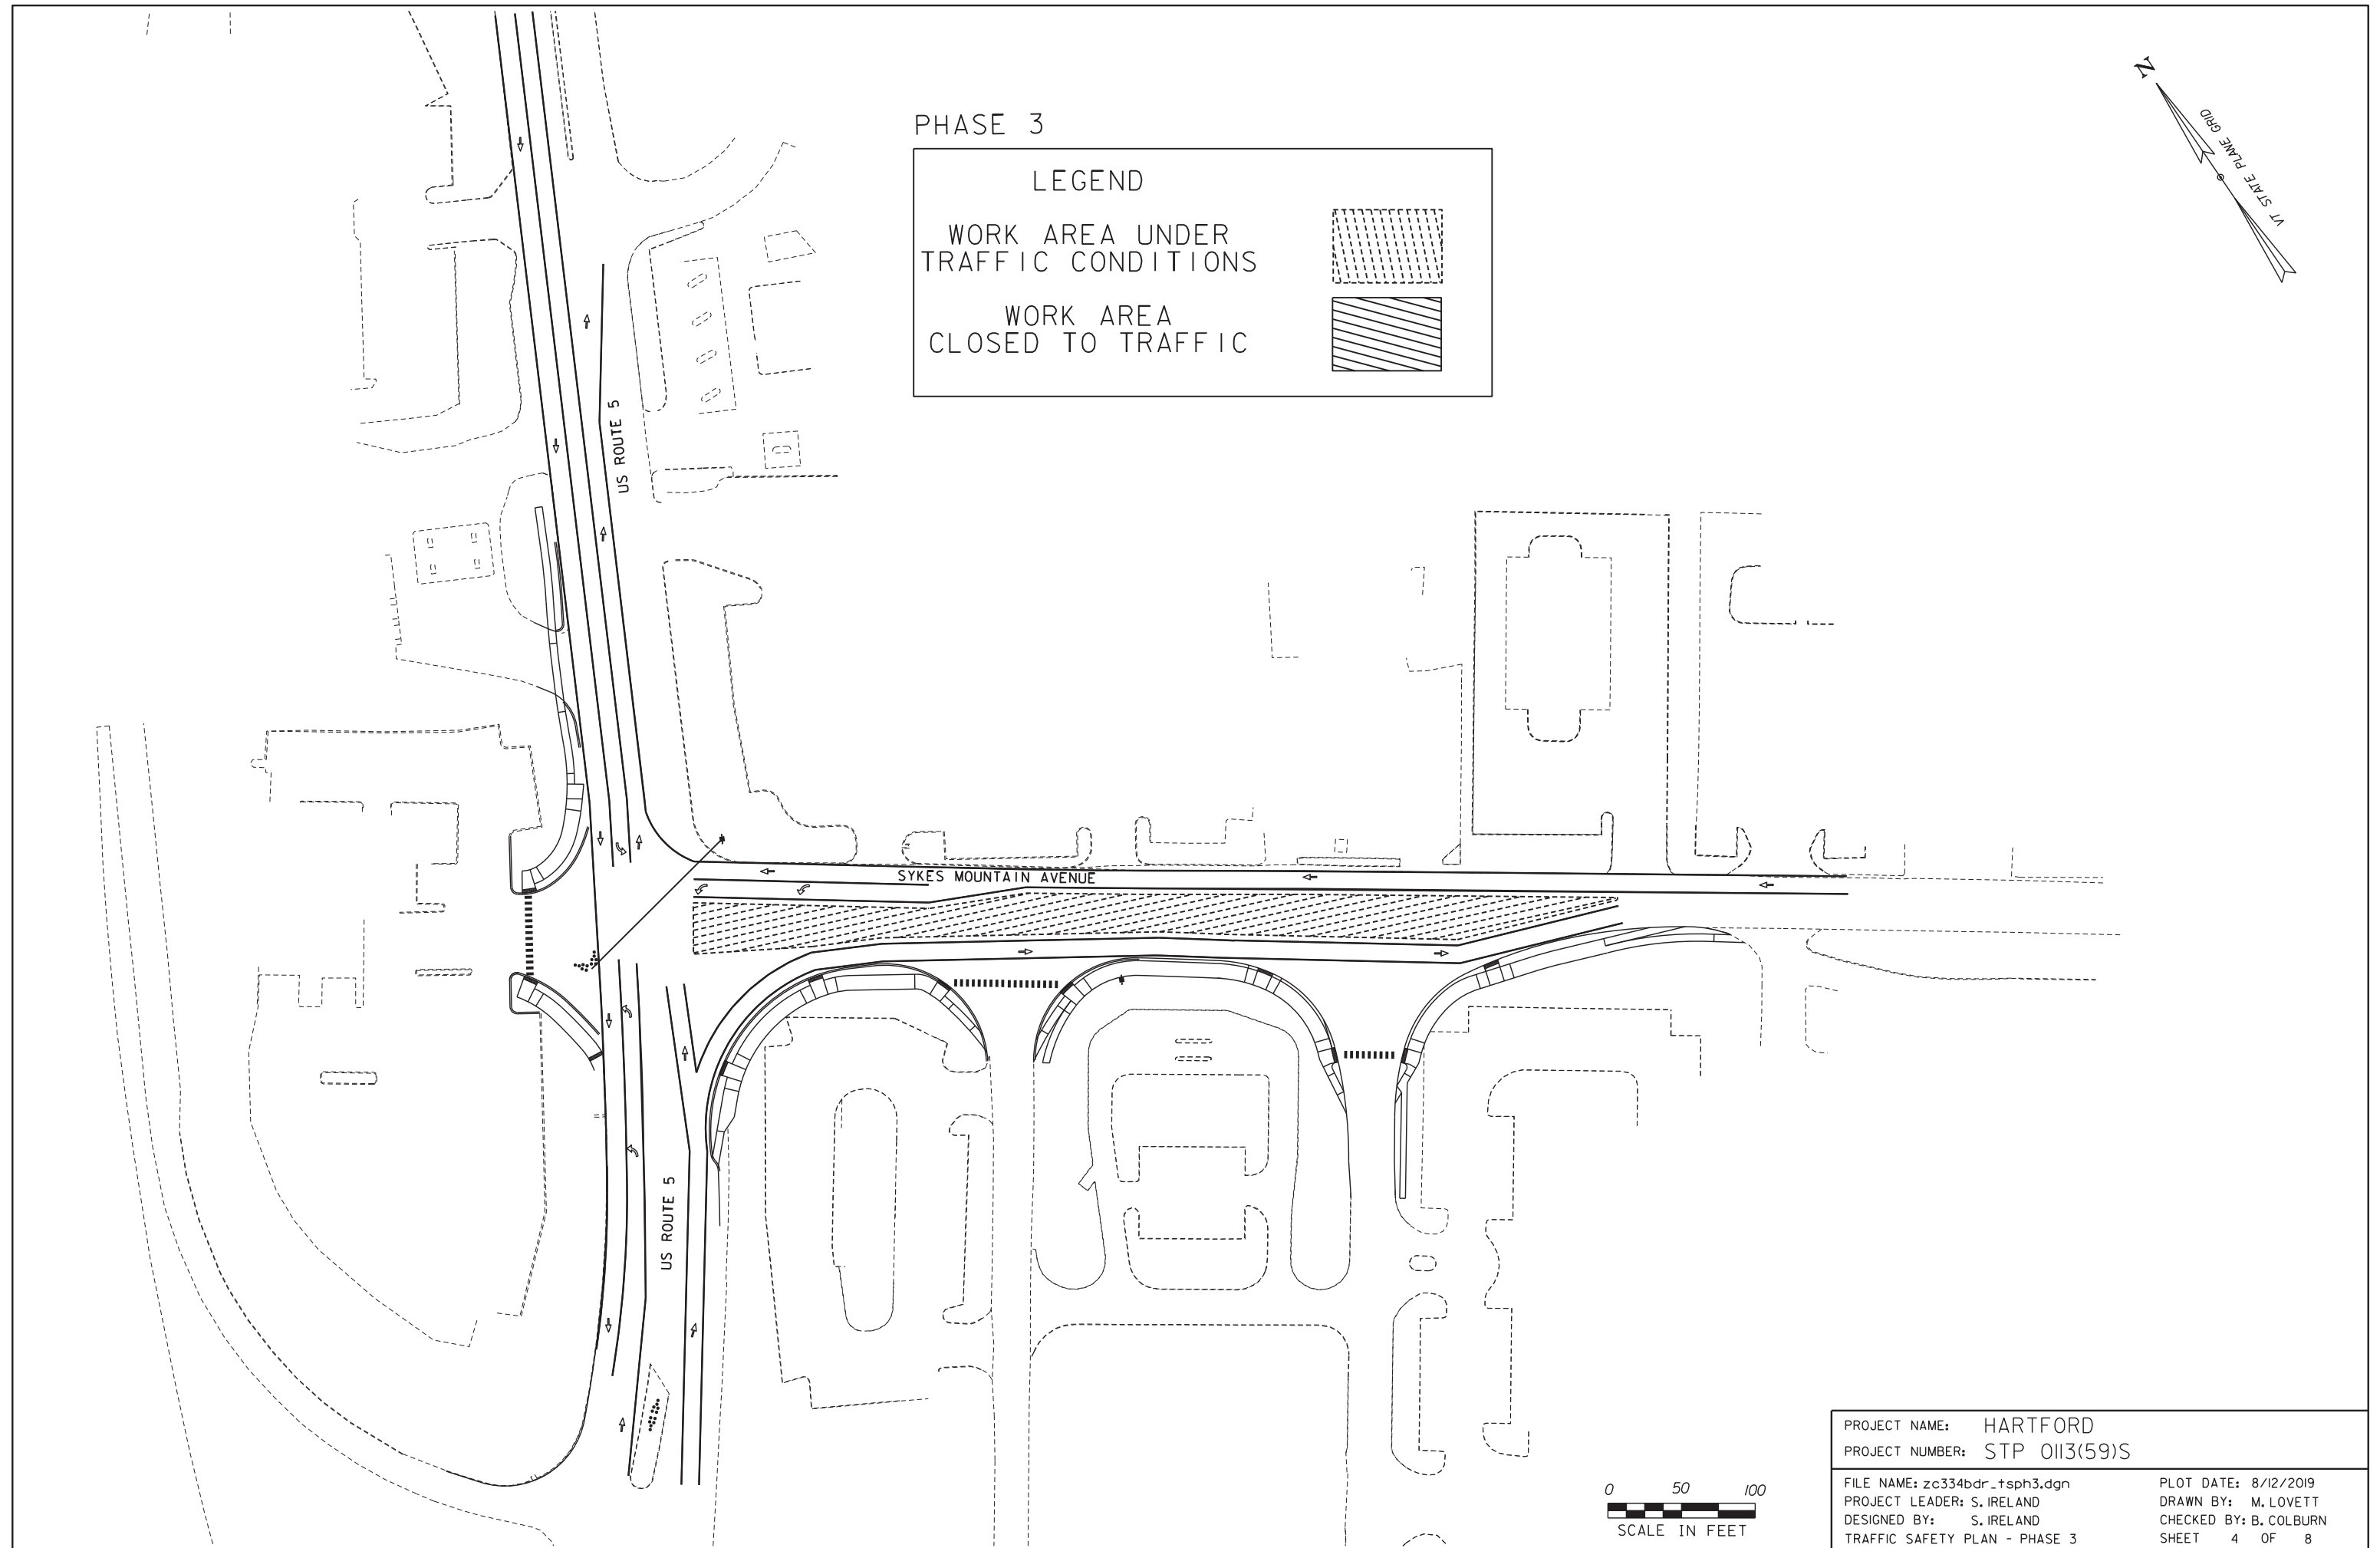 N
VT STATE PLANE GRID
PHASE 3
LEGEND
WORK AREA UNDER
TRAFFIC CONDITIONS
WORK AREA
CLOSED TO TRAFFIC
US ROUTE 5
SYKES MOUNTAIN AVENUE
US ROUTE 5
0 50 100
SCALE IN FEET
PROJECT NAME: HARTFORD
PROJECT NUMBER: STP 0113(59)S
FILE NAME: zc334bdr_tsph3.dgn PLOT DATE: 8/12/2019
PROJECT LEADER: S. IRELAND DRAWN BY: M. LOVETT
DESIGNED BY: S. IRELAND CHECKED BY: B. COLBURN
TRAFFIC SAFETY PLAN - PHASE 3 SHEET 4 OF 8